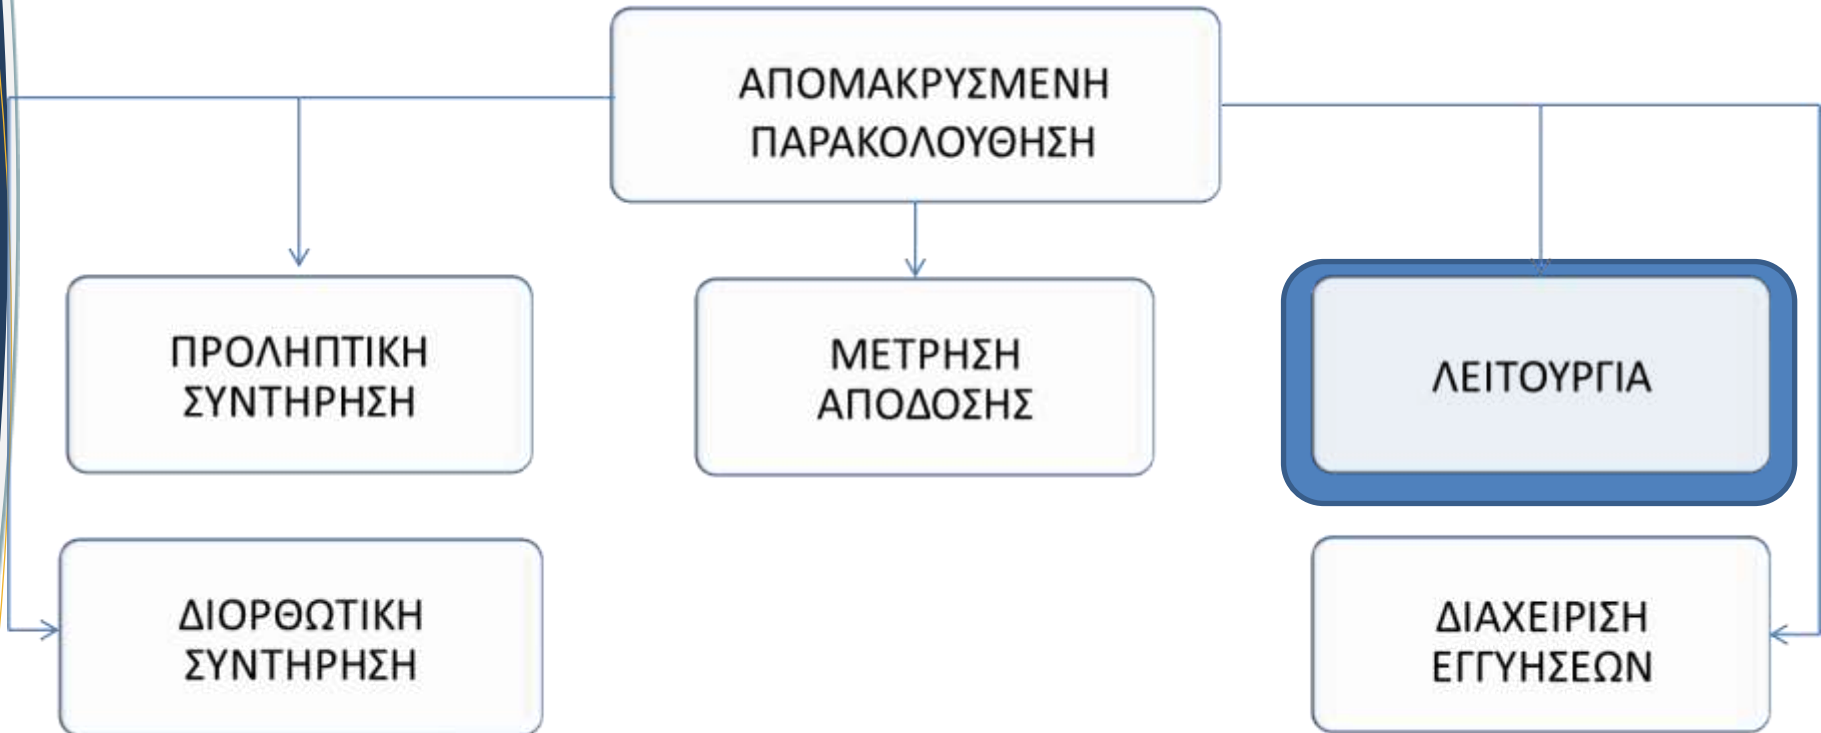 ΑΠΟΜΑΚΡΥΣΜΕΝΗ
ΠΑΡΑΚΟΛΟΥΘΗΣΗ
ΠΡΟΛΗΠΤΙΚΗ
ΣΥΝΤΗΡΗΣΗ
ΜΕΤΡΗΣΗ
ΑΠΟΔΟΣΗΣ
ΛΕΙΤΟΥΡΓΙΑ
ΔΙΟΡΘΩΤΙΚΗ
ΣΥΝΤΗΡΗΣΗ
ΔΙΑΧΕΙΡΙΣΗ
ΕΓΓΥΗΣΕΩΝ